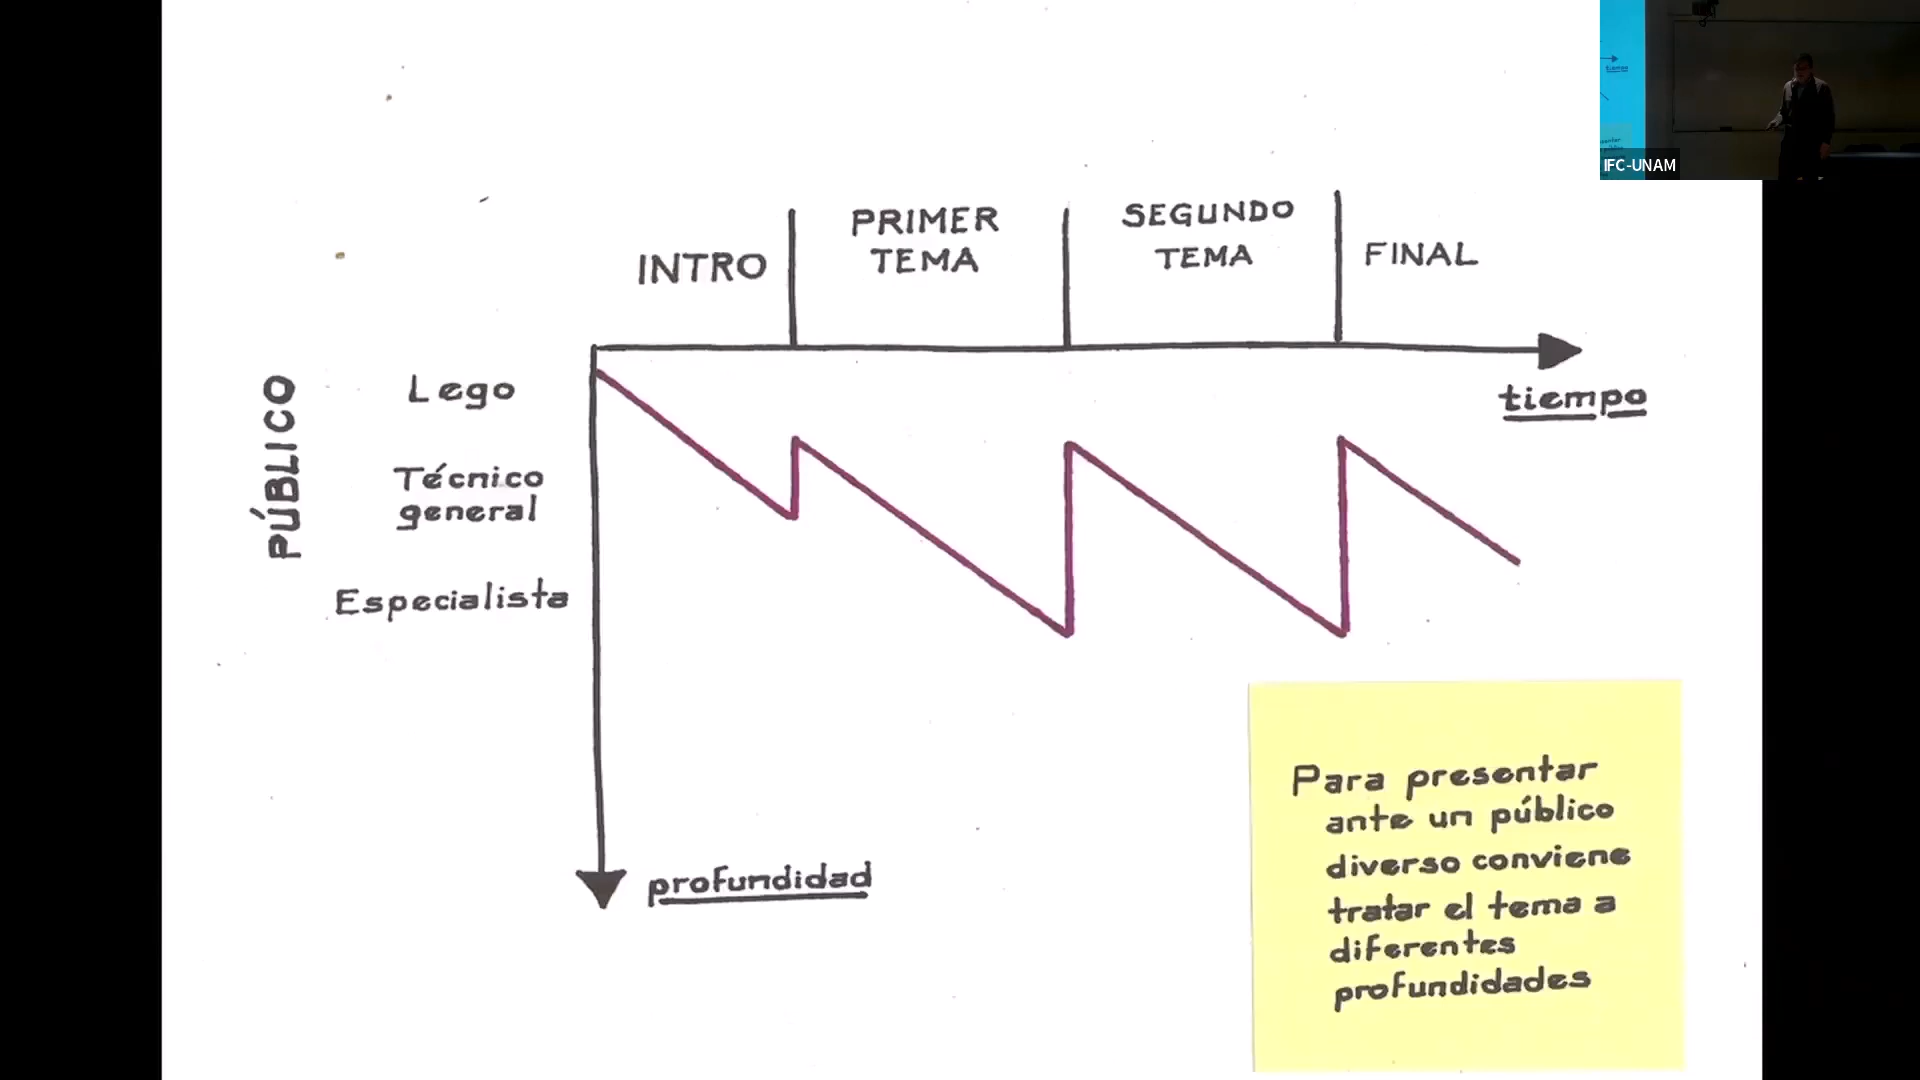 IFC-UNAM
INTRO
PRIMER
TEMA
SEGUNDO
TEMA
FINAL
tiempo
PÚBLICO
Lego
Técnico
general
Especialista
profundidad
Para presentar
ante un público
diverso conviene
tratar el tema a
diferentes
profundidades